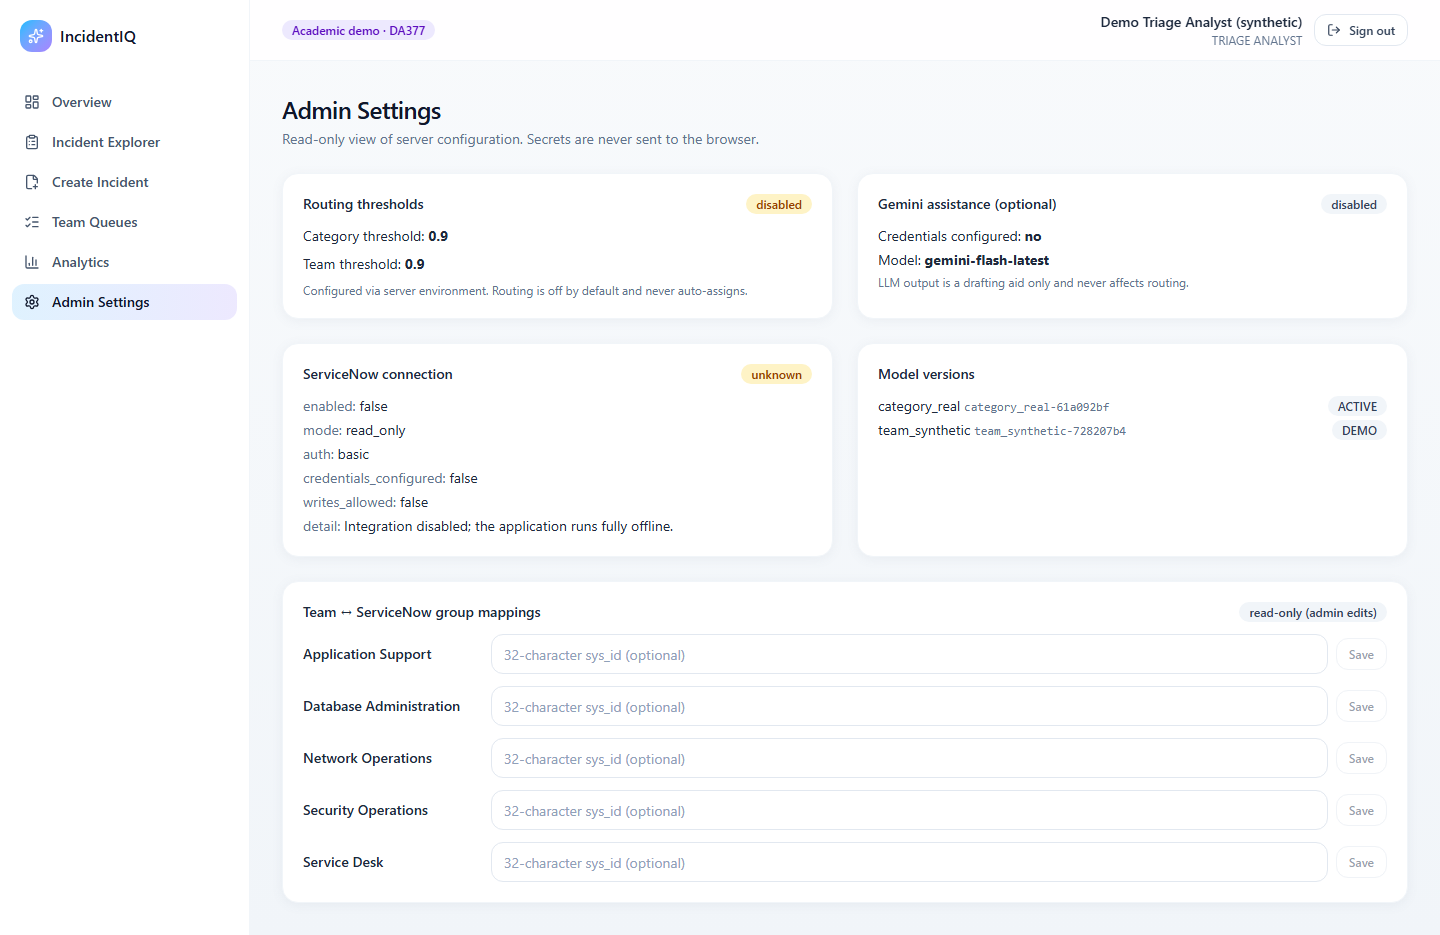 IncidentIQ
Overview
Incident Explorer
Create Incident
Team Queues
Analytics
Admin Settings
Academic demo · DA377
Demo Triage Analyst (synthetic)
TRIAGE ANALYST
Sign out
Admin Settings
Read-only view of server configuration. Secrets are never sent to the browser.
Routing thresholds disabled
Category threshold: 0.9
Team threshold: 0.9
Configured via server environment. Routing is off by default and never auto-assigns.
Gemini assistance (optional) disabled
Credentials configured: no
Model: gemini-flash-latest
LLM output is a drafting aid only and never affects routing.
ServiceNow connection unknown
enabled: false
mode: read_only
auth: basic
credentials_configured: false
writes_allowed: false
detail: Integration disabled; the application runs fully offline.
Model versions
category_real category_real-61a092bf ACTIVE
team_synthetic team_synthetic-728207b4 DEMO
Team ↔ ServiceNow group mappings read-only (admin edits)
Application Support 32-character sys_id (optional) Save
Database Administration 32-character sys_id (optional) Save
Network Operations 32-character sys_id (optional) Save
Security Operations 32-character sys_id (optional) Save
Service Desk 32-character sys_id (optional) Save